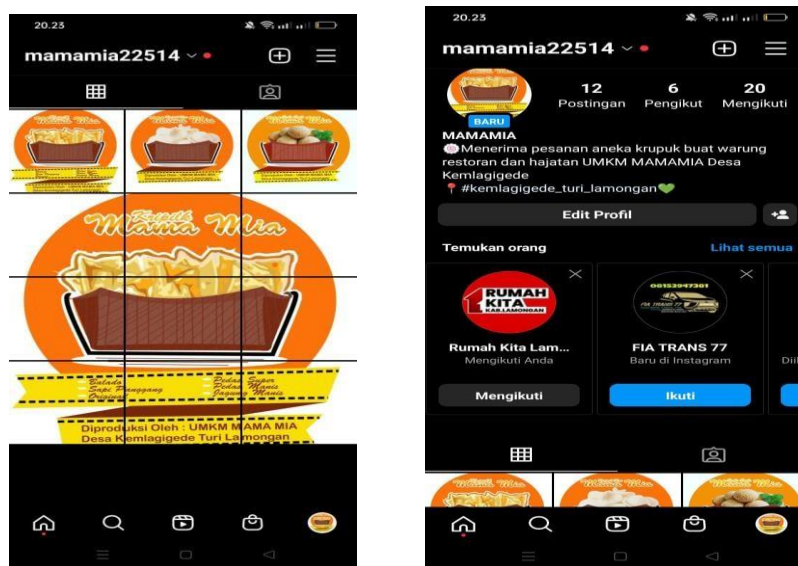 20.23
mamamia22514
Kripik
Mama Mia
Balado
Sapi Panggang
Original
Pedas Super
Pedas Manis
Jagung Manis
Diproduksi Oleh : UMKM MAMA MIA
Desa Kemlagigede Turi Lamongan
20.23
mamamia22514
12 6 20
Postingan Pengikut Mengikuti
BARU
MAMAMIA
Menerima pesanan aneka krupuk buat warung
restoran dan hajatan UMKM MAMAMIA Desa
Kemlagigede
#kemlagigede_turi_lamongan
Edit Profil
Temukan orang Lihat semua
RUMAH
KITA
KAB.LAMONGAN
08153947381
FIA TRANS 77
Rumah Kita Lam...
Mengikuti Anda
Mengikuti
FIA TRANS 77
Baru di Instagram
Ikuti
Dii